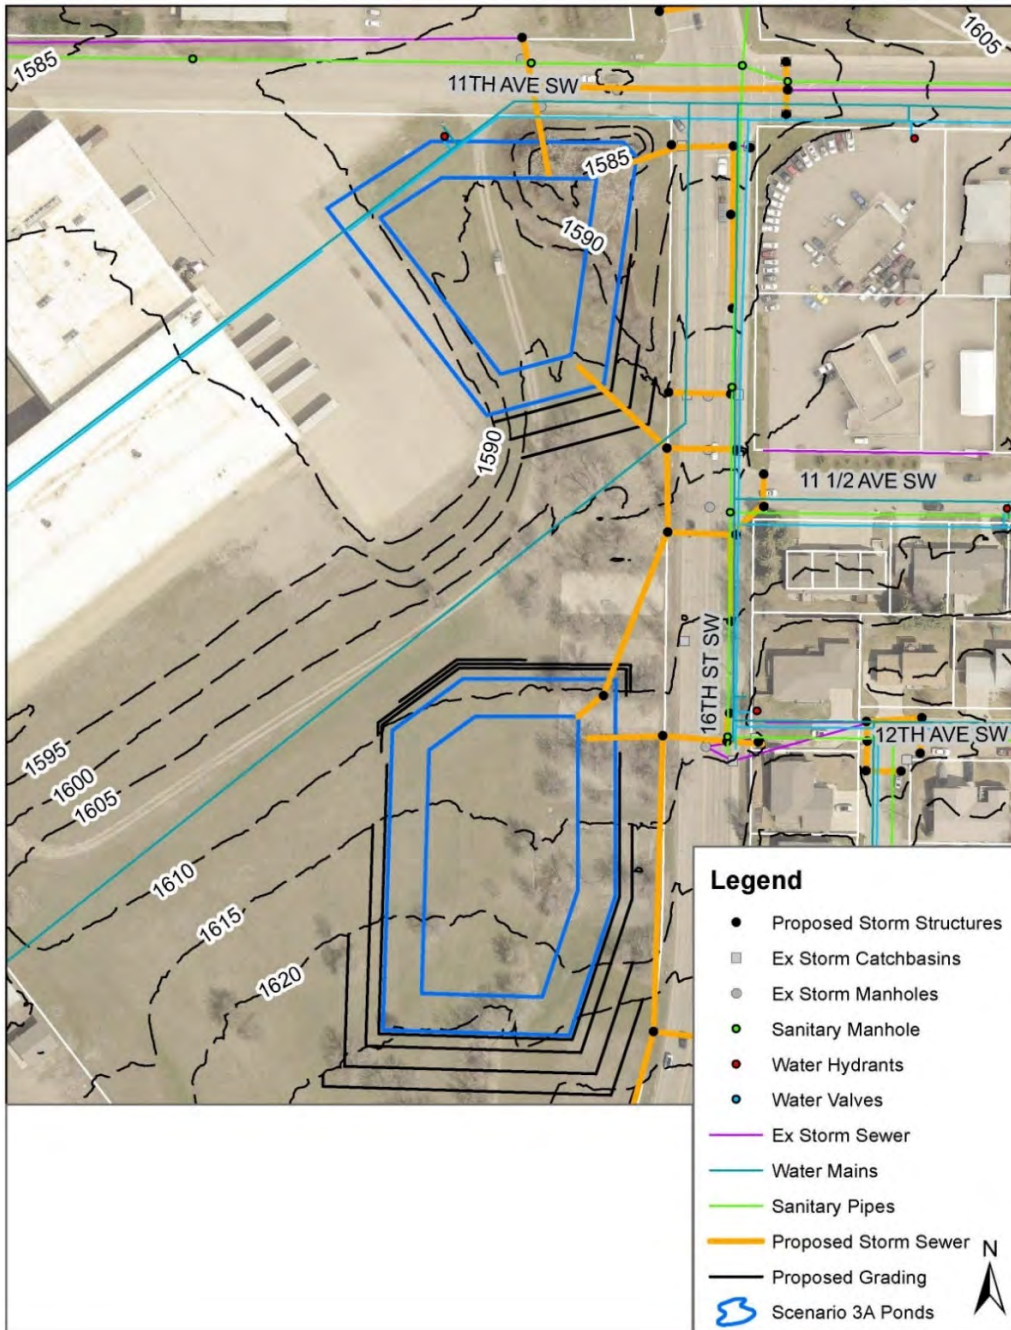 1605
1585
11TH AVE SW
1585
1590
1590
11 1/2 AVE SW
16TH ST SW
12TH AVE SW
1595
1600
1605
1610
1615
1620
Legend
Proposed Storm Structures
Ex Storm Catchbasins
Ex Storm Manholes
Sanitary Manhole
Water Hydrants
Water Valves
Ex Storm Sewer
Water Mains
Sanitary Pipes
Proposed Storm Sewer
N
Proposed Grading
Scenario 3A Ponds